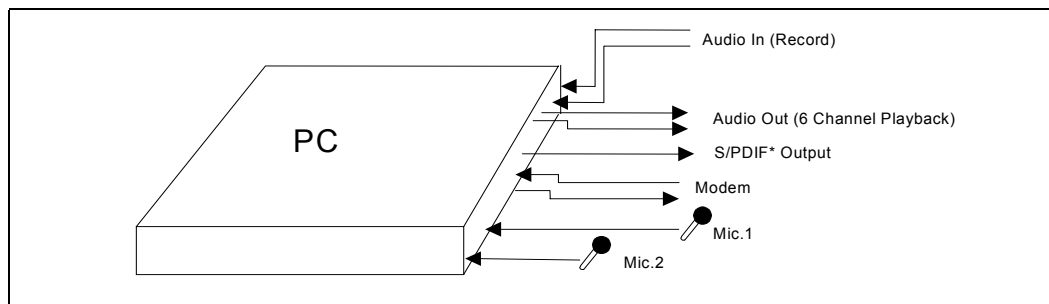 Audio In (Record)
PC
Audio Out (6 Channel Playback)
S/PDIF* Output
Modem
Mic.1
Mic.2